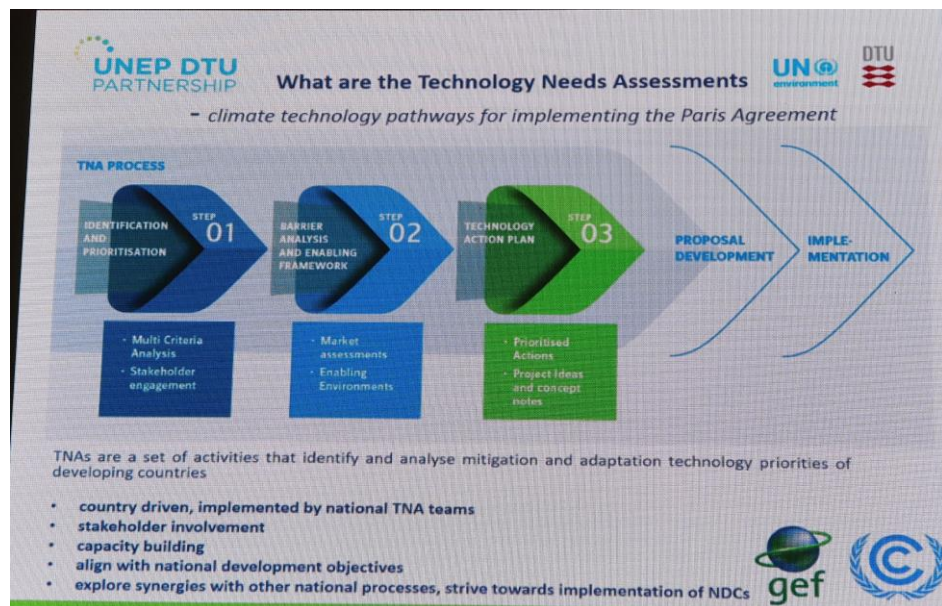 UNEP DTU
PARTNERSHIP
What are the Technology Needs Assessments
UN
environment
DTU
– climate technology pathways for implementing the Paris Agreement
TNA PROCESS
IDENTIFICATION
AND
PRIORITISATION
STEP
01
BARRIER
ANALYSIS
AND ENABLING
FRAMEWORK
STEP
02
TECHNOLOGY
ACTION PLAN
STEP
03
PROPOSAL
DEVELOPMENT
IMPLE-
MENTATION
· Multi Criteria
Analysis
· Stakeholder
engagement
· Market
assessments
· Enabling
Environments
· Prioritised
Actions
· Project Ideas
and concept
notes
TNAs are a set of activities that identify and analyse mitigation and adaptation technology priorities of
developing countries
• country driven, implemented by national TNA teams
• stakeholder involvement
• capacity building
• align with national development objectives
• explore synergies with other national processes, strive towards implementation of NDCs
gef